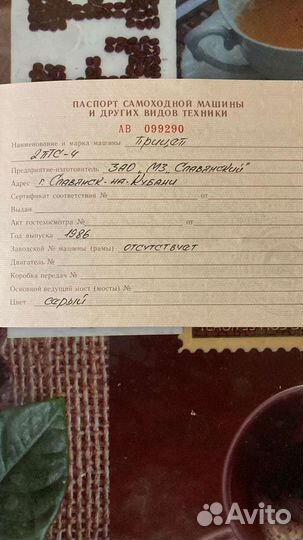 ПАСПОРТ САМОХОДНОЙ МАШИНЫ
И ДРУГИХ ВИДОВ ТЕХНИКИ
АВ 099290
Наименование и марка машины прицеп
2ПТС-4
Предприятие-изготовитель ЗАО „МЗ Славянский"
Адрес г. Славянск-на-Кубани
Сертификат соответствия № от
Выдан
Акт гостехосмотра № от
Год выпуска 1986
Заводской № машины (рамы) отсутствует
Двигатель №
Коробка передач №
Основной ведущий мост (мосты) №
Цвет серый
Avito